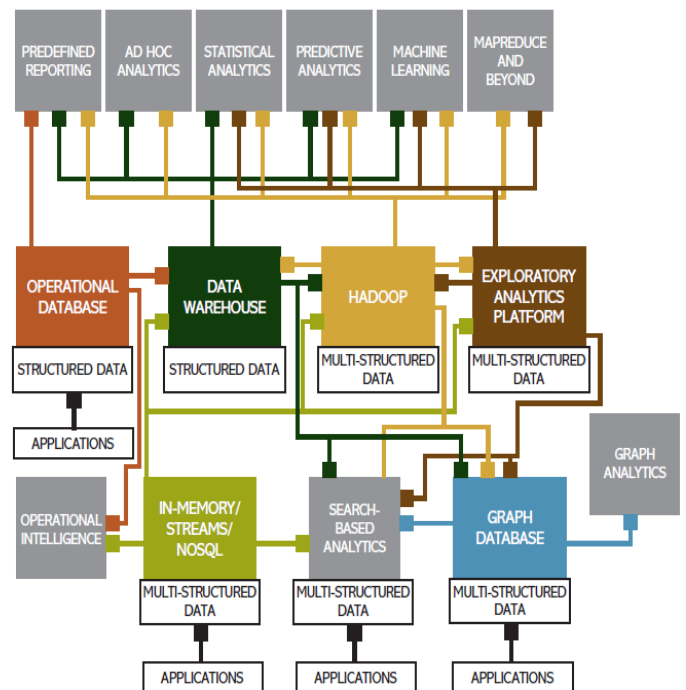 PREDEFINED
REPORTING
AD HOC
ANALYTICS
STATISTICAL
ANALYTICS
PREDICTIVE
ANALYTICS
MACHINE
LEARNING
MAPREDUCE
AND
BEYOND
OPERATIONAL
DATABASE
DATA
WAREHOUSE
HADOOP
EXPLORATORY
ANALYTICS
PLATFORM
STRUCTURED DATA
STRUCTURED DATA
MULTI-STRUCTURED
DATA
MULTI-STRUCTURED
DATA
APPLICATIONS
GRAPH
ANALYTICS
OPERATIONAL
INTELLIGENCE
IN-MEMORY/
STREAMS/
NOSQL
SEARCH-
BASED
ANALYTICS
GRAPH
DATABASE
MULTI-STRUCTURED
DATA
MULTI-STRUCTURED
DATA
MULTI-STRUCTURED
DATA
APPLICATIONS
APPLICATIONS
APPLICATIONS